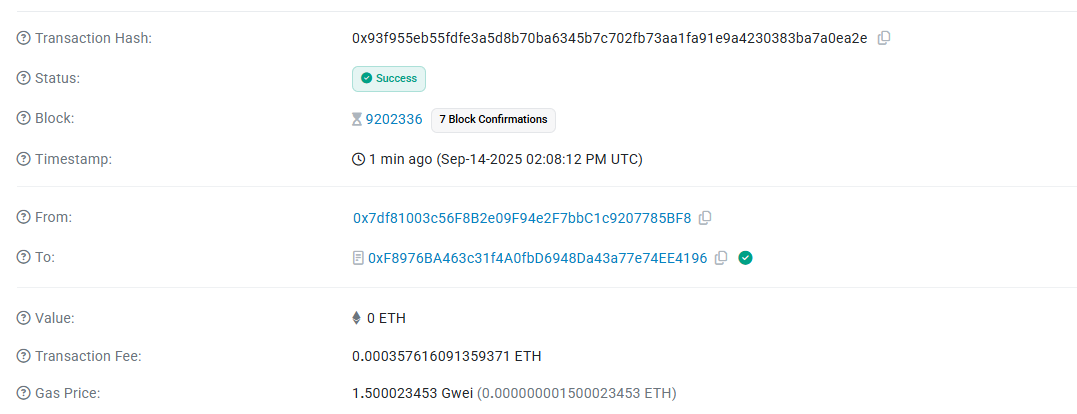 Transaction Hash: 0x93f955eb55fdfe3a5d8b70ba6345b7c702fb73aa1fa91e9a4230383ba7a0ea2e
Status: Success
Block: 9202336 7 Block Confirmations
Timestamp: 1 min ago (Sep-14-2025 02:08:12 PM UTC)
From: 0x7df81003c56F8B2e09F94e2F7bbC1c9207785BF8
To: 0xF8976BA463c31f4A0fbD6948Da43a77e74EE4196
Value: 0 ETH
Transaction Fee: 0.000357616091359371 ETH
Gas Price: 1.500023453 Gwei (0.000000001500023453 ETH)